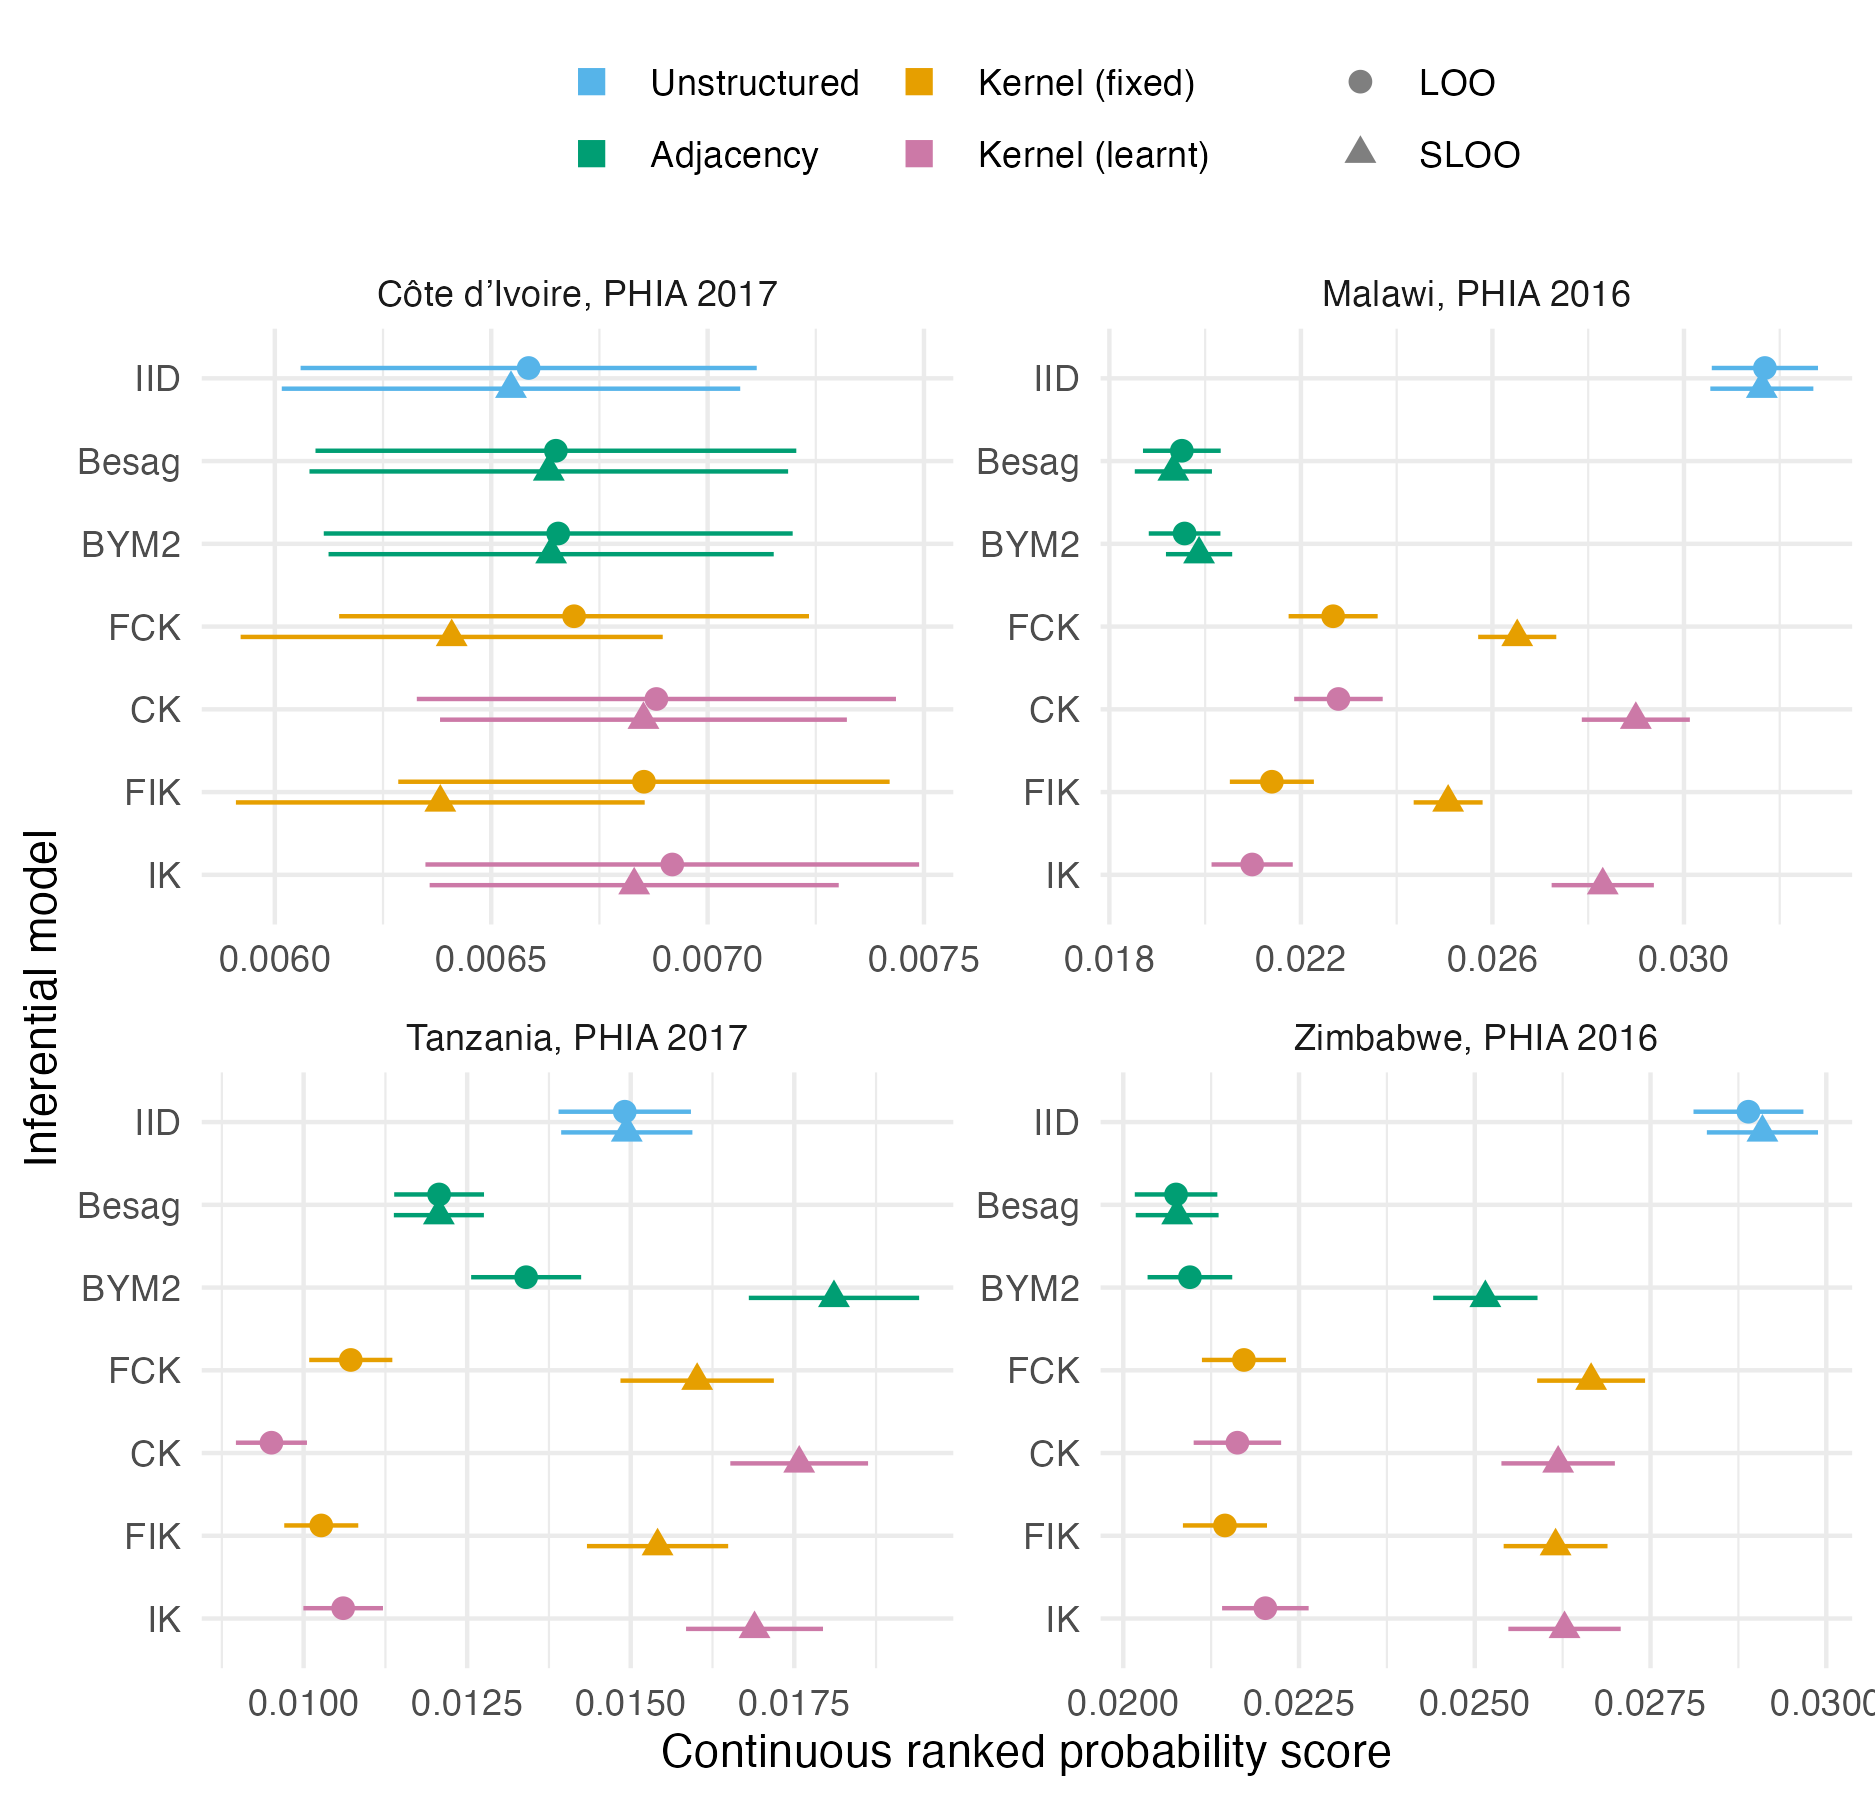 Unstructured Kernel (fixed) LOO
Adjacency Kernel (learnt) SLOO
Côte d’Ivoire, PHIA 2017 Malawi, PHIA 2016
IID IID
Besag Besag
BYM2 BYM2
FCK FCK
CK CK
FIK FIK
IK IK
0.0060 0.0065 0.0070 0.0075 0.018 0.022 0.026 0.030
Tanzania, PHIA 2017 Zimbabwe, PHIA 2016
IID IID
Besag Besag
BYM2 BYM2
FCK FCK
CK CK
FIK FIK
IK IK
0.0100 0.0125 0.0150 0.0175 0.0200 0.0225 0.0250 0.0275 0.0300
Continuous ranked probability score
Inferential model